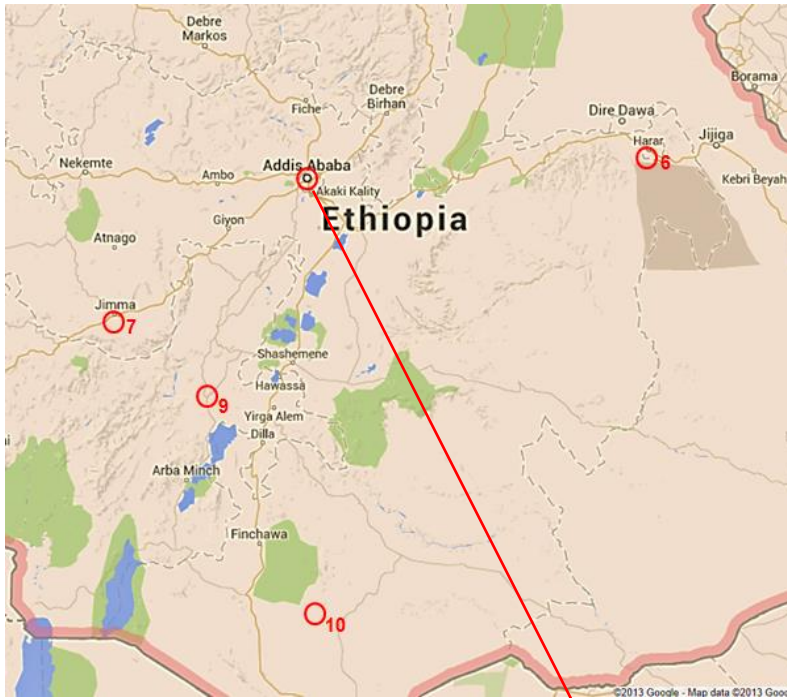 Debre
Markos
Borama
Debre
Birhan
Fiche
Dire Dawa
Harar
Jijiga
6
Nekemte
Ambo
Addis Ababa
Akaki Kality
Kebri Beyah
Giyon
Ethiopia
Atnago
Jimma
7
Shashemene
Hawassa
9
Yirga Alem
Dilla
Arba Minch
Finchawa
10
©2013 Google - Map data ©2013 Goo